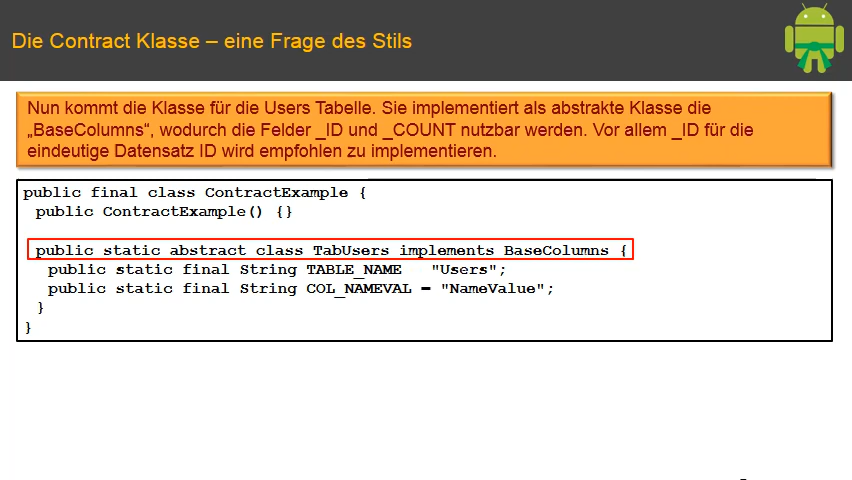 Die Contract Klasse – eine Frage des Stils
Nun kommt die Klasse für die Users Tabelle. Sie implementiert als abstrakte Klasse die
„BaseColumns“, wodurch die Felder _ID und _COUNT nutzbar werden. Vor allem _ID für die
eindeutige Datensatz ID wird empfohlen zu implementieren.
public final class ContractExample {
public ContractExample() {}
public static abstract class TabUsers implements BaseColumns {
public static final String TABLE_NAME "Users";
public static final String COL_NAMEVAL = "NameValue";
}
}